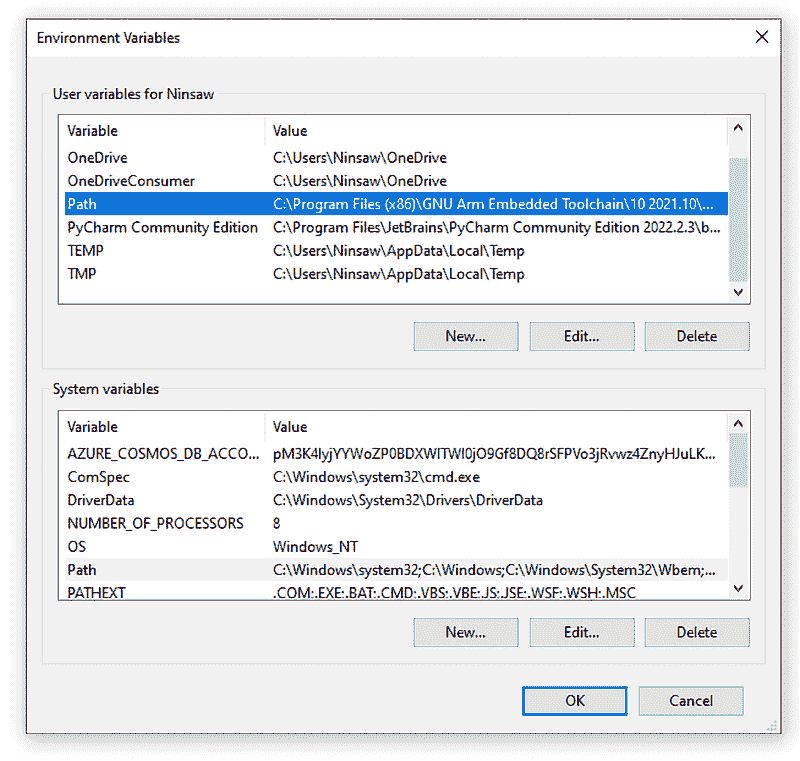 Environment Variables
User variables for Ninsaw
Variable Value
OneDrive C:\Users\Ninsaw\OneDrive
OneDriveConsumer C:\Users\Ninsaw\OneDrive
Path C:\Program Files (x86)\GNU Arm Embedded Toolchain\10 2021.10\...
PyCharm Community Edition C:\Program Files\JetBrains\PyCharm Community Edition 2022.2.3\b...
TEMP C:\Users\Ninsaw\AppData\Local\Temp
TMP C:\Users\Ninsaw\AppData\Local\Temp
New... Edit... Delete
System variables
Variable Value
AZURE_COSMOS_DB_ACCO...
ComSpec C:\Windows\system32\cmd.exe
DriverData C:\Windows\System32\Drivers\DriverData
NUMBER_OF_PROCESSORS 8
OS Windows_NT
Path C:\Windows\system32;C:\Windows;C:\Windows\System32\Wbem;...
PATHEXT .COM;.EXE;.BAT;.CMD;.VBS;.VBE;.JS;.JSE;.WSF;.WSH;.MSC
New... Edit... Delete
OK Cancel